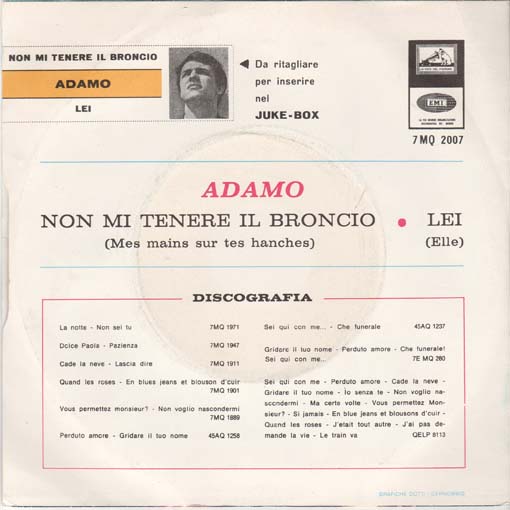 NON MI TENERE IL BRONCIO
ADAMO
LEI
Da ritagliare
per inserire
nel
JUKE-BOX
EMI
7 MQ 2007
ADAMO
NON MI TENERE IL BRONCIO • LEI
(Mes mains sur tes hanches) (Elle)
DISCOGRAFIA
La notte - Non sei tu 7MQ 1971
Dolce Paola - Pazienza 7MQ 1947
Cade la neve - Lascia dire 7MQ 1911
Quand les roses - En blues jeans et blouson d'cuir
7MQ 1901
Vous permettez monsieur? - Non voglio nascondermi
7MQ 1889
Perduto amore - Gridare il tuo nome 45AQ 1258
Sei qui con me... - Che funerale 45AQ 1237
Gridare il tuo nome - Perduto amore - Che funerale!
Sei qui con me... 7E MQ 260
Sei qui con me - Perduto amore - Cade la neve -
Gridare il tuo nome - Io senza te - Non voglio na-
scondermi - Ma certe volte - Vous permettez Mon-
sieur? - Si jamais - En blue jeans et blousons d'cuir -
Quand les roses - J'etait tout autre - J'ai pas de-
mande la vie - Le train va QELP 8113